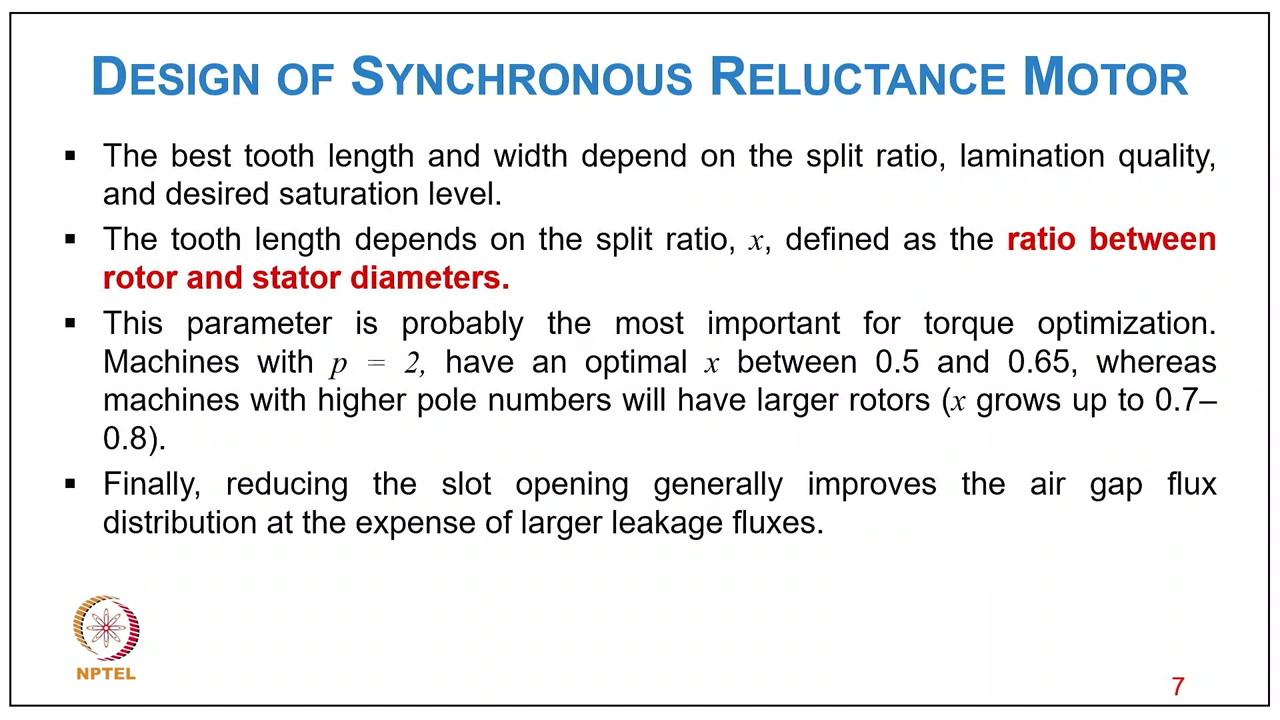 DESIGN OF SYNCHRONOUS RELUCTANCE MOTOR
▪ The best tooth length and width depend on the split ratio, lamination quality,
and desired saturation level.
▪ The tooth length depends on the split ratio, x, defined as the ratio between
rotor and stator diameters.
▪ This parameter is probably the most important for torque optimization.
Machines with p = 2, have an optimal x between 0.5 and 0.65, whereas
machines with higher pole numbers will have larger rotors (x grows up to 0.7–
0.8).
▪ Finally, reducing the slot opening generally improves the air gap flux
distribution at the expense of larger leakage fluxes.
NPTEL
7